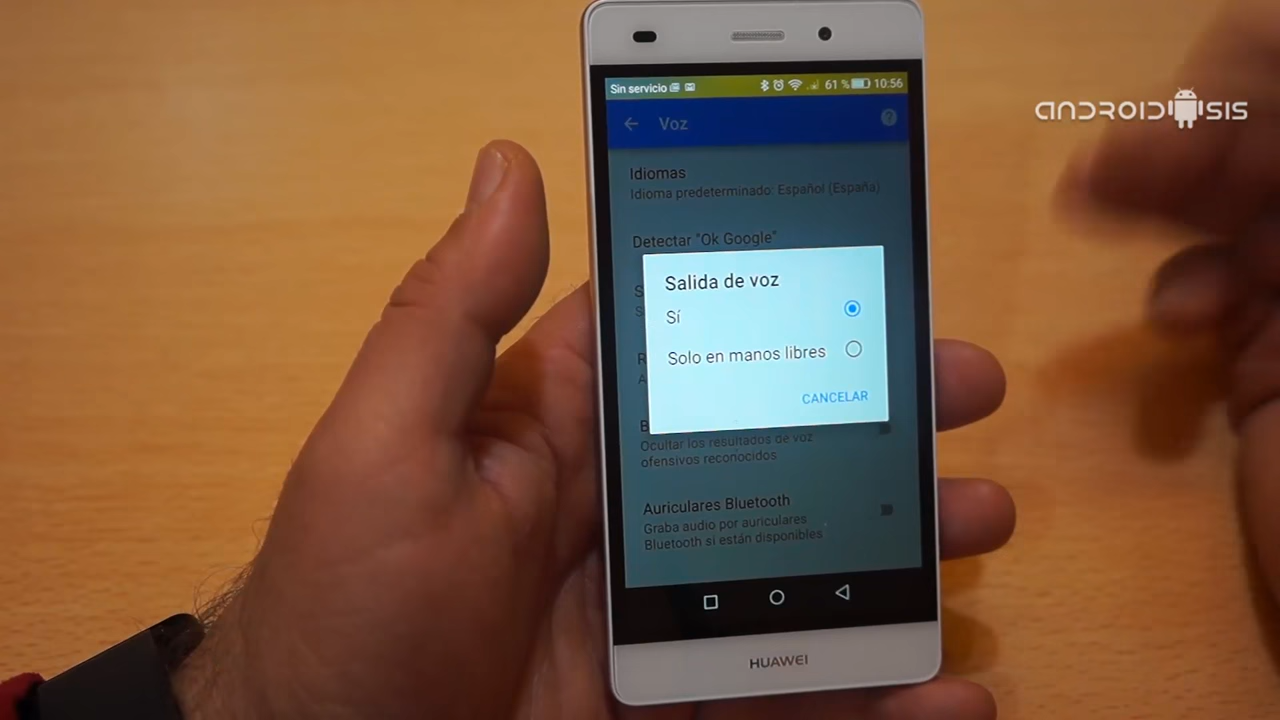 ANDROIDSIS
Sin servicio 61 % 10:56
Voz
Idiomas
Idioma predeterminado: Español (España)
Detectar "Ok Google"
S
S
Salida de voz
Sí
Solo en manos libres
CANCELAR
R
A
B
Ocultar los resultados de voz
ofensivos reconocidos
Auriculares Bluetooth
Graba audio por auriculares
Bluetooth si están disponibles
HUAWEI